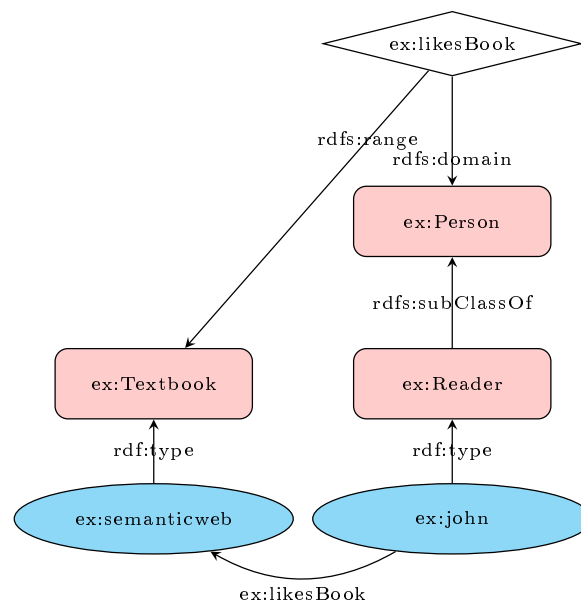 ex:likesBook
rdfs:range
rdfs:domain
ex:Person
rdfs:subClassOf
ex:Textbook
ex:Reader
rdf:type
rdf:type
ex:semanticweb
ex:john
ex:likesBook